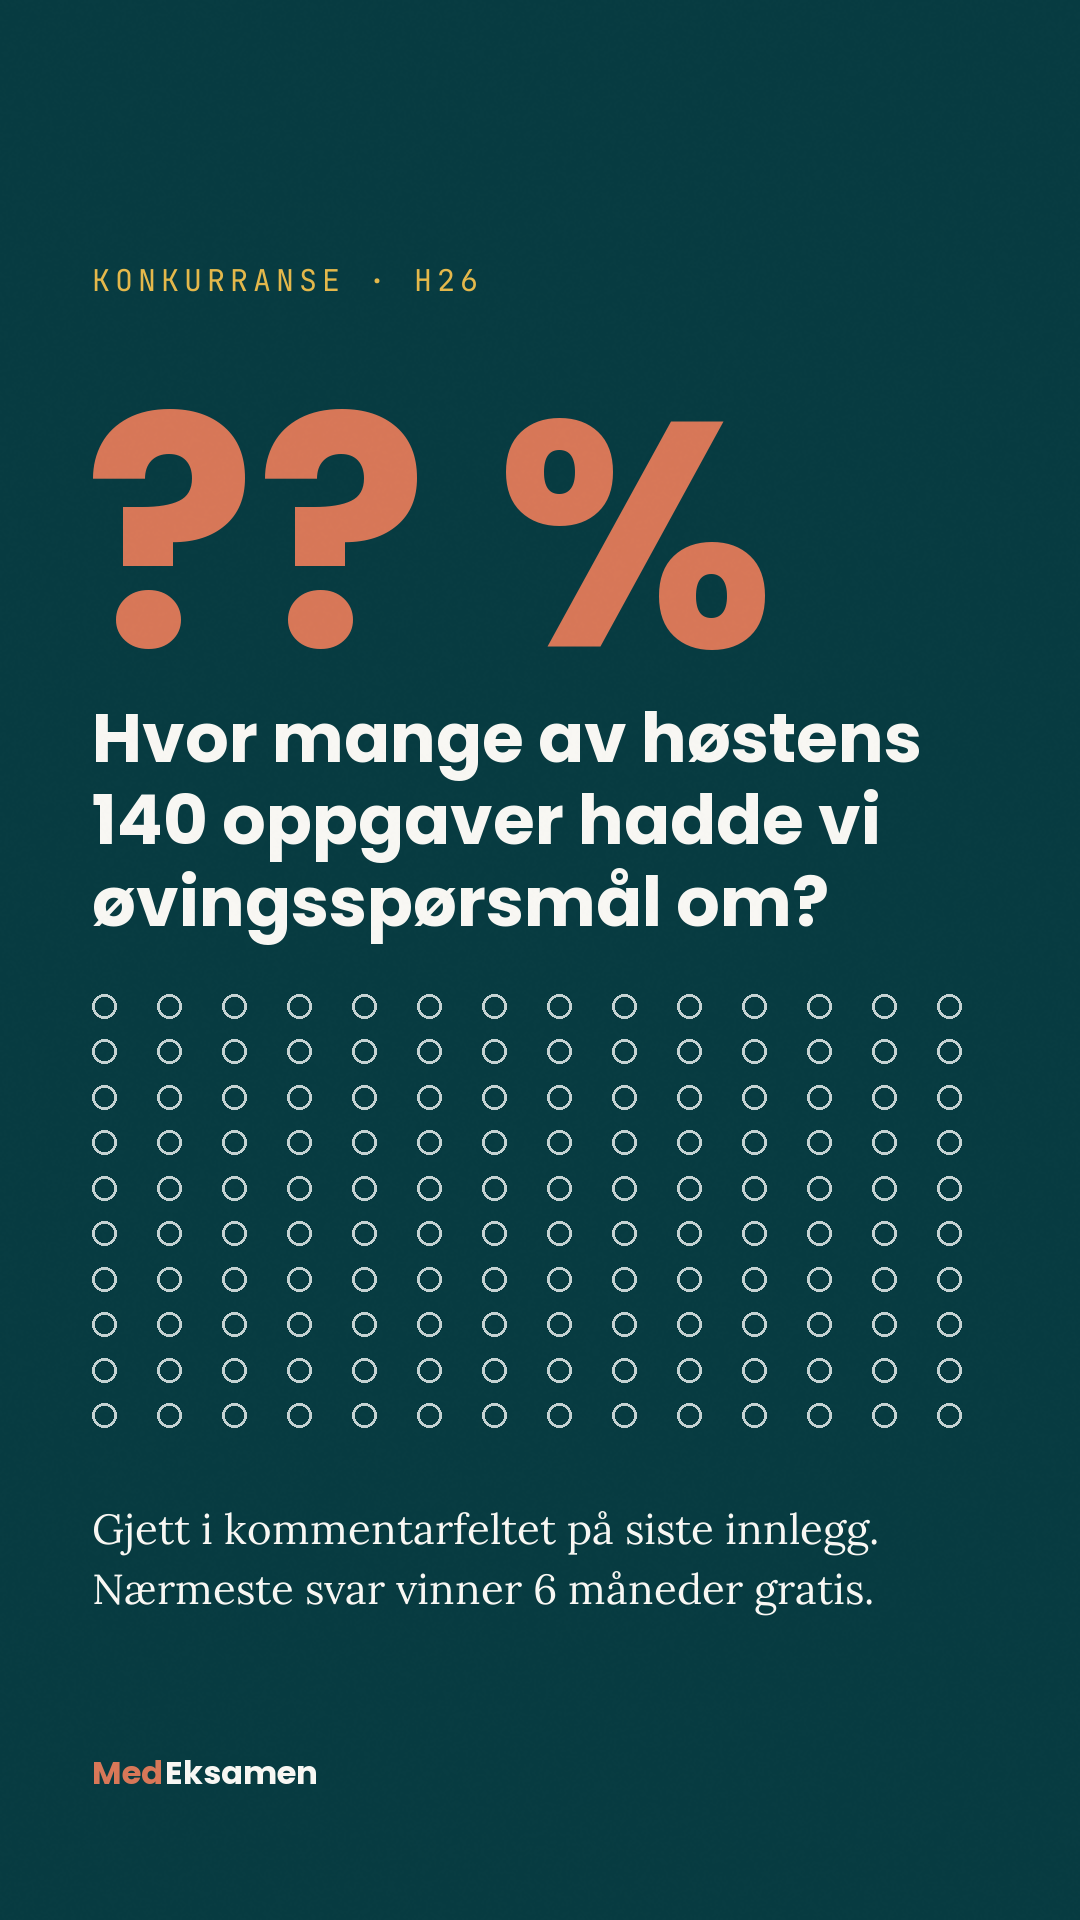 KONKURRANSE · H26
?? %
Hvor mange av høstens
140 oppgaver hadde vi
øvingsspørsmål om?
Gjett i kommentarfeltet på siste innlegg.
Nærmeste svar vinner 6 måneder gratis.
MedEksamen